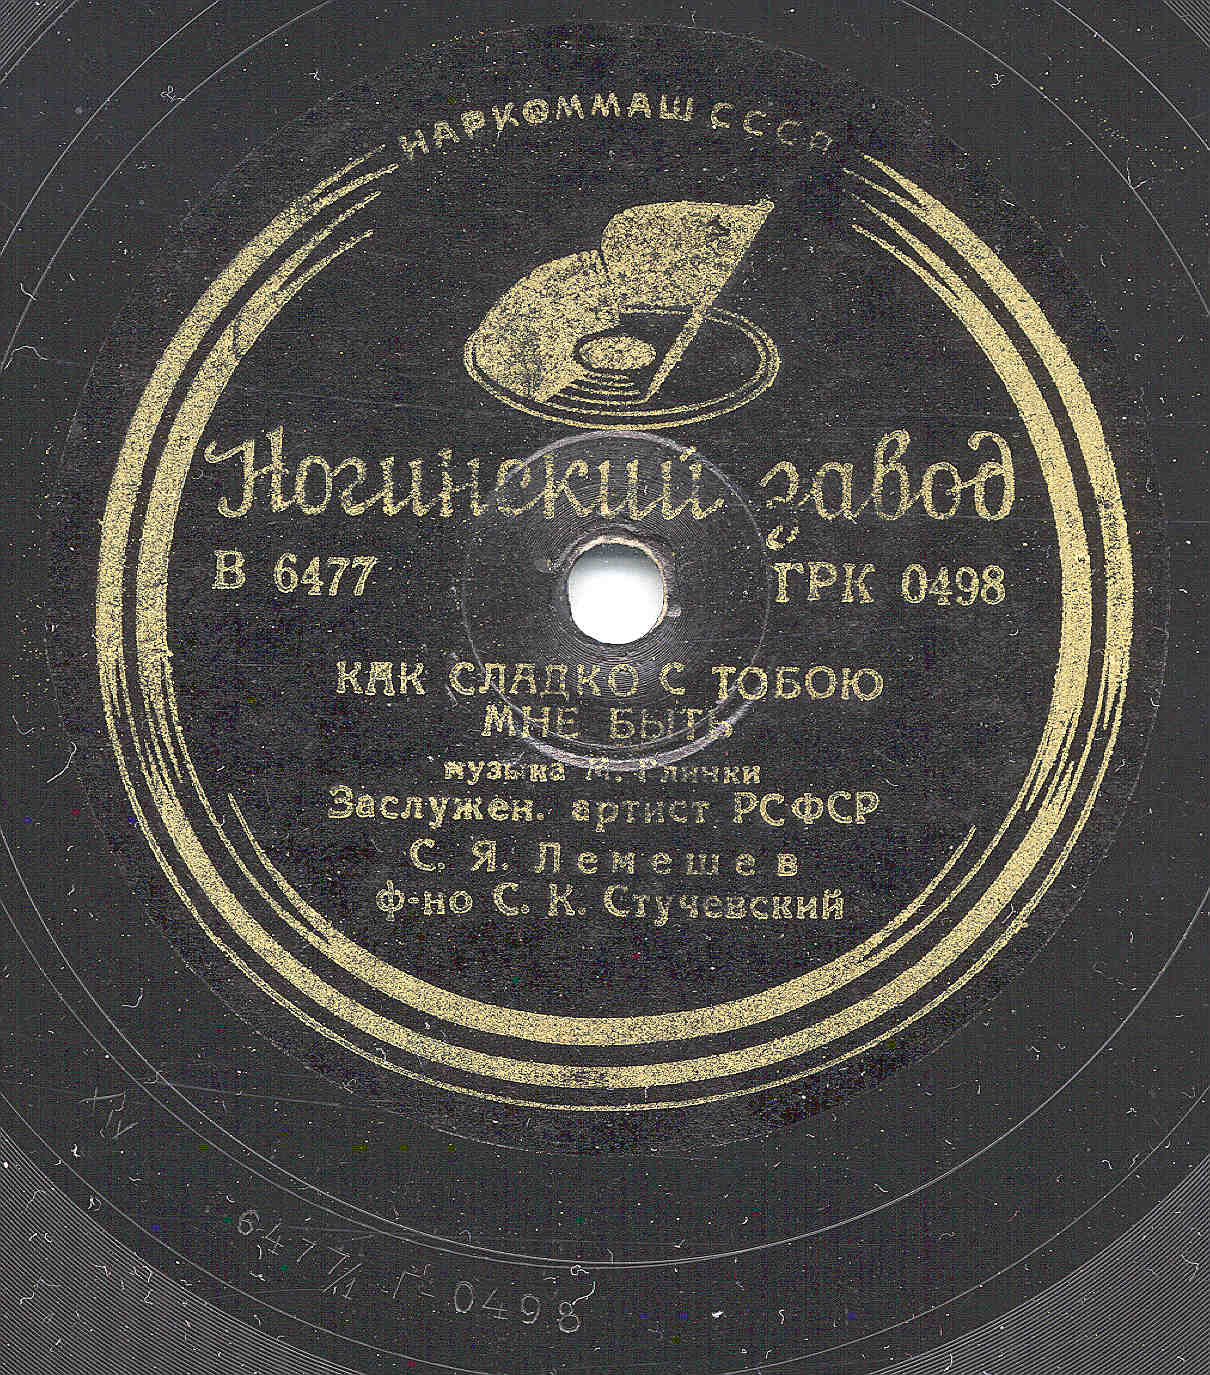 НАРКОММАШ СССР
Ногинский завод
В 6477 ГРК 0498
КАК СЛАДКО С ТОБОЮ
МНЕ БЫТЬ
музыка М. Глинки
Заслужен. артист РСФСР
С. Я. Лемешев
ф-но С. К. Стучевский
6477/1 Г-0498